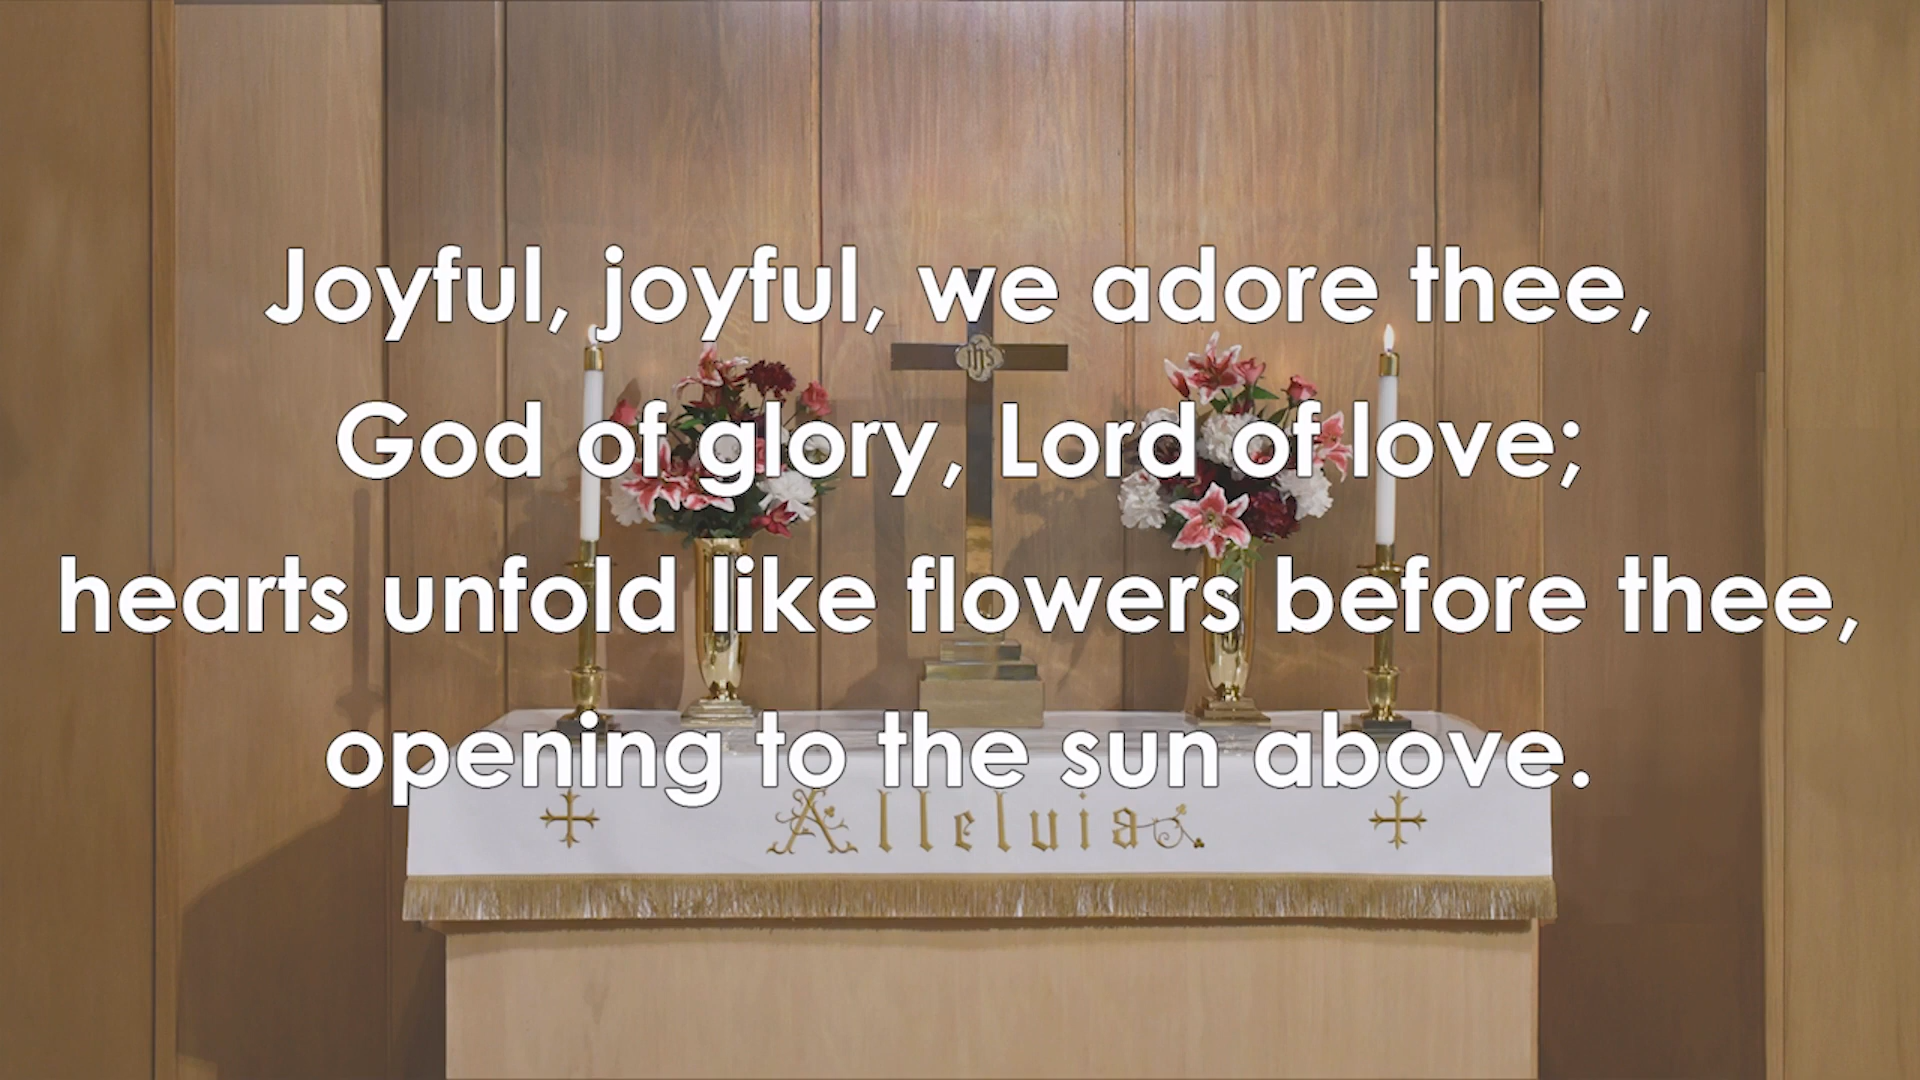 Joyful, joyful, we adore thee,
ihs
God of glory, Lord of love;
hearts unfold like flowers before thee,
opening to the sun above.
Alleluia